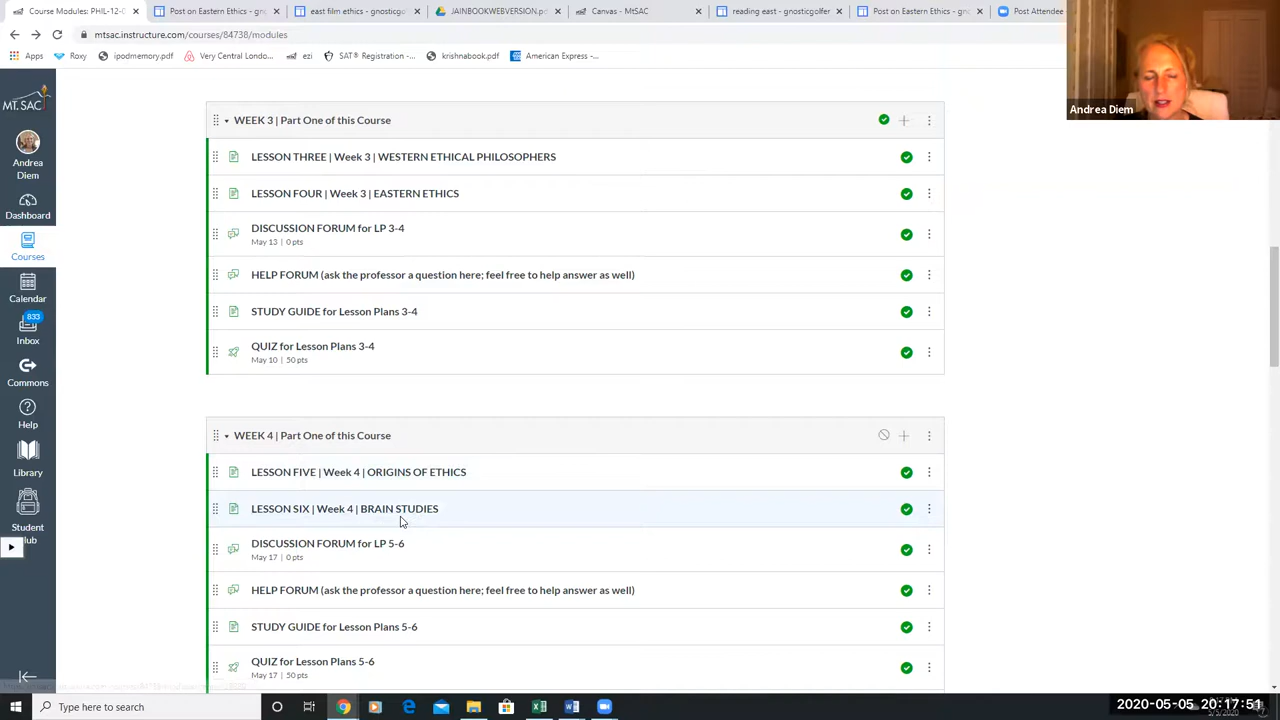 Course Modules: PHIL-12-
Post on Eastern Ethics - gn
east film ethics - gnosticgo
JAINBOOKWEBVERSION.pc
Canvas - MtSAC
reading east - gnosticgolfer
Post on Eastern Ethics - gn
Post Attende
mtsac.instructure.com/courses/84738/modules
Apps
Roxy
ipodmemory.pdf
Very Central Londo...
ezi
SAT® Registration -...
krishnabook.pdf
American Express -...
Andrea Diem
MT.SAC
Andrea
Diem
Dashboard
Courses
Calendar
833
Inbox
Commons
Help
Library
Student
WEEK 3 | Part One of this Course
LESSON THREE | Week 3 | WESTERN ETHICAL PHILOSOPHERS
LESSON FOUR | Week 3 | EASTERN ETHICS
DISCUSSION FORUM for LP 3-4
May 13 | 0 pts
HELP FORUM (ask the professor a question here; feel free to help answer as well)
STUDY GUIDE for Lesson Plans 3-4
QUIZ for Lesson Plans 3-4
May 10 | 50 pts
WEEK 4 | Part One of this Course
LESSON FIVE | Week 4 | ORIGINS OF ETHICS
LESSON SIX | Week 4 | BRAIN STUDIES
DISCUSSION FORUM for LP 5-6
May 17 | 0 pts
HELP FORUM (ask the professor a question here; feel free to help answer as well)
STUDY GUIDE for Lesson Plans 5-6
QUIZ for Lesson Plans 5-6
May 17 | 50 pts
Type here to search
2020-05-05 20:17:51